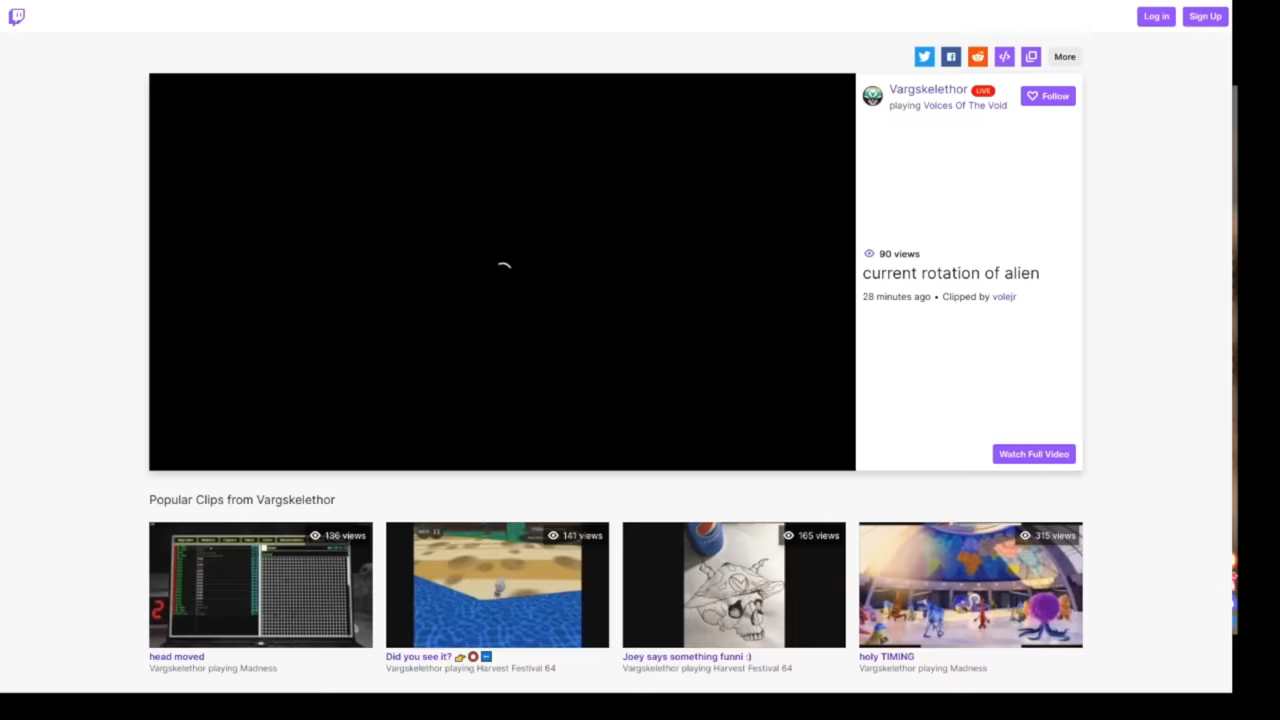 Log in
Sign Up
More
Vargskelethor LIVE
playing Voices Of The Void
Follow
90 views
current rotation of alien
28 minutes ago • Clipped by volejr
Watch Full Video
Popular Clips from Vargskelethor
136 views
141 views
165 views
315 views
head moved
Did you see it? 👉⭕🔙
Joey says something funni :)
holy TIMING
Vargskelethor playing Madness
Vargskelethor playing Harvest Festival 64
Vargskelethor playing Harvest Festival 64
Vargskelethor playing Madness